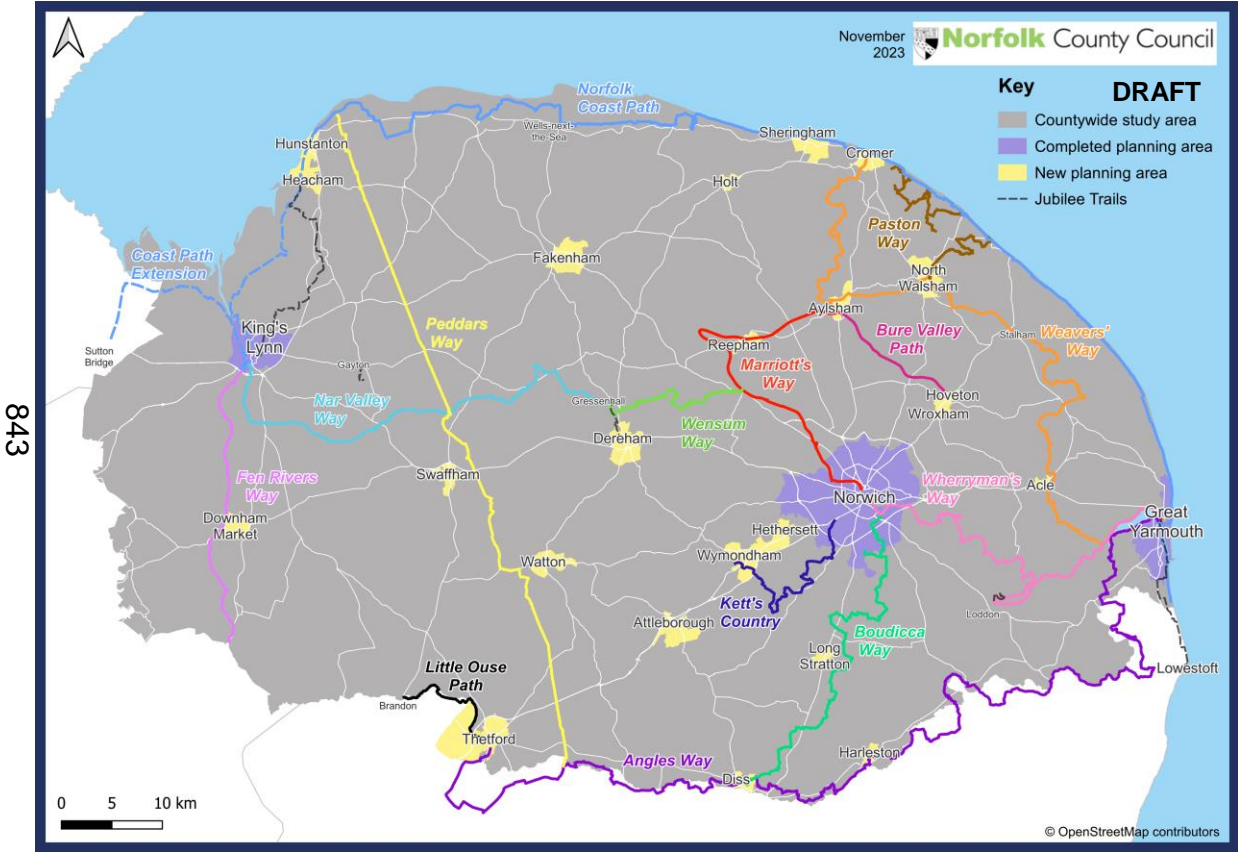 November
2023
Norfolk County Council
Key
DRAFT
Countywide study area
Completed planning area
New planning area
Jubilee Trails
Norfolk
Coast Path
Wells-next-
the-Sea
Sheringham
Cromer
Hunstanton
Heacham
Holt
Paston
Way
Coast Path
Extension
Fakenham
North
Walsham
Aylsham
King's
Lynn
Peddars
Way
Bure Valley
Path
Stalham
Weavers'
Way
Sutton
Bridge
Reepham
Marriott's
Way
Gayton
Nar Valley
Way
Gressenhall
Hoveton
Wroxham
Dereham
Wensum
Way
Fen Rivers
Way
Swaffham
Norwich
Wherryman's
Way
Acle
Downham
Market
Great
Yarmouth
Hethersett
Wymondham
Watton
Kett's
Country
Loddon
Attleborough
Boudicca
Way
Long
Stratton
Little Ouse
Path
Lowestoft
Brandon
Thetford
Harleston
Angles Way
Diss
0 5 10 km
© OpenStreetMap contributors
843